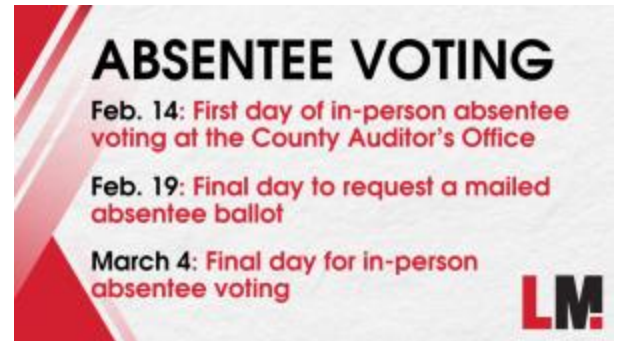 ABSENTEE VOTING
Feb. 14: First day of in-person absentee
voting at the County Auditor's Office
Feb. 19: Final day to request a mailed
absentee ballot
March 4: Final day for in-person
absentee voting
LM